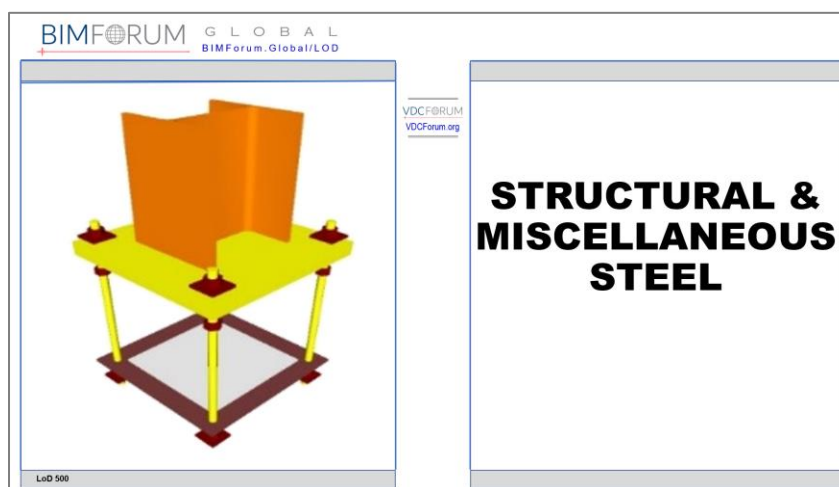 BIMFORUM
GLOBAL
BIMForum.Global/LOD
VDCFORUM
VDCForum.org
STRUCTURAL &
MISCELLANEOUS
STEEL
LoD 500